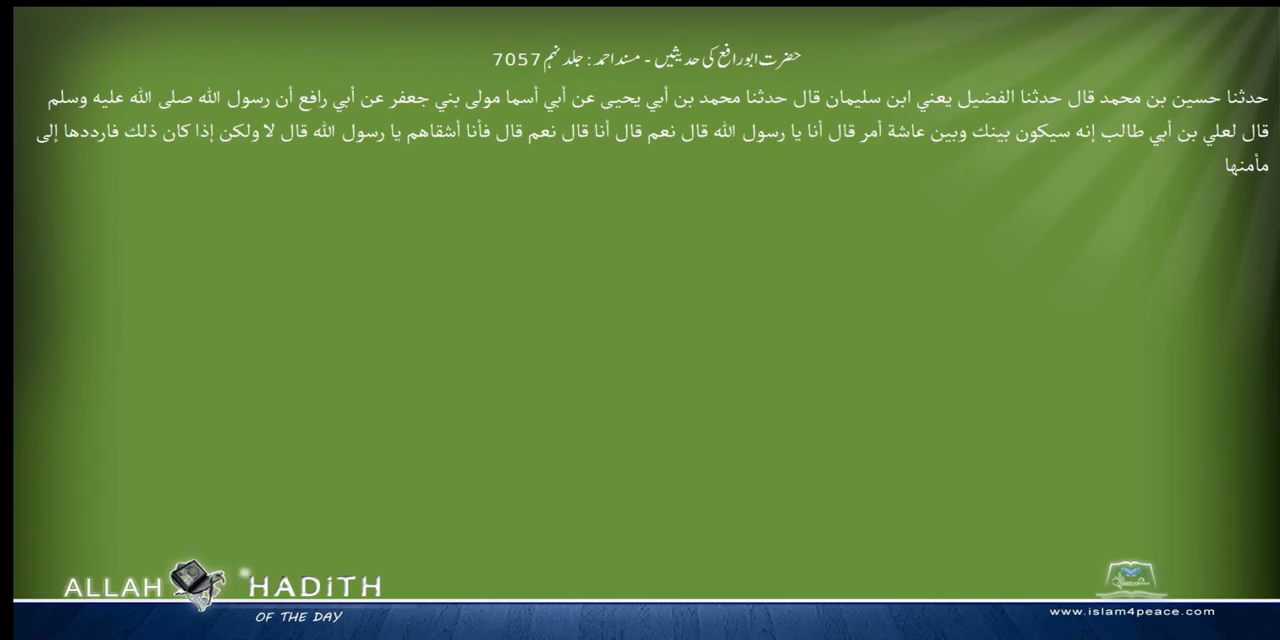 حضرت ابورافع کی حدیثیں - مسند احمد : جلد نہم 7057
حدثنا حسين بن محمد قال حدثنا الفضيل يعني ابن سليمان قال حدثنا محمد بن أبي يحيى عن أبي أسما مولى بني جعفر عن أبي رافع أن رسول الله صلى الله عليه وسلم
قال لعلي بن أبي طالب إنه سيكون بينك وبين عاشة أمر قال أنا يا رسول الله قال نعم قال أنا قال نعم قال فأنا أشقاهم يا رسول الله قال لا ولكن إذا كان ذلك فارددها إلى
مأمنها
ALLAH HADITH
OF THE DAY
www.islam4peace.com